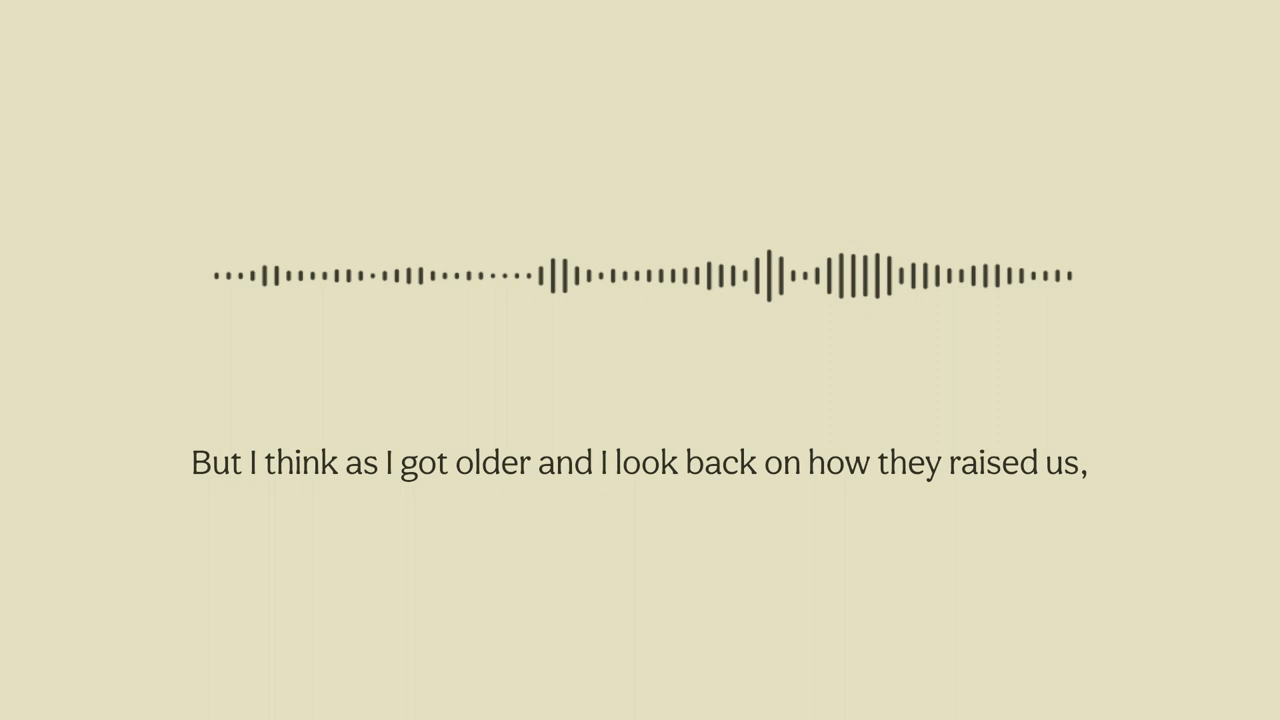 But I think as I got older and I look back on how they raised us,